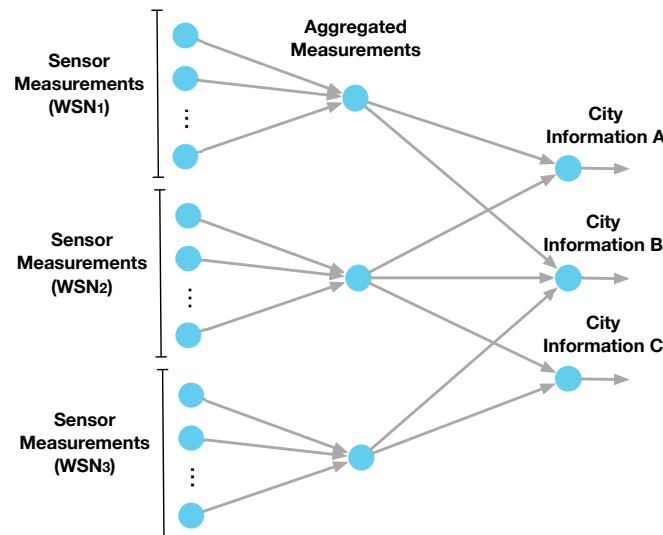 Aggregated
Measurements
Sensor
Measurements
(WSN1)
...
City
Information A
Sensor
Measurements
(WSN2)
...
City
Information B
City
Information C
Sensor
Measurements
(WSN3)
...